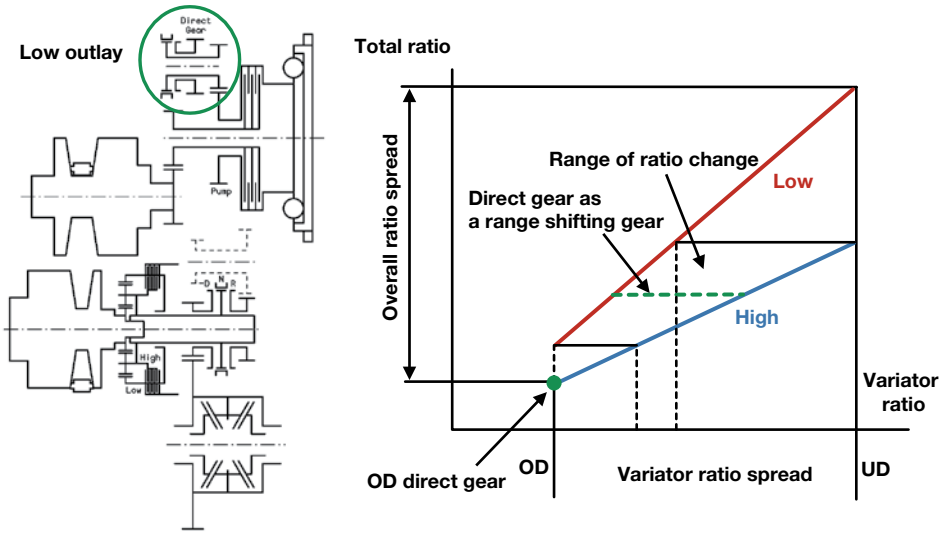 Low outlay
Direct
Gear
Pump
D
N
R
High
Low
Total ratio
Overall ratio spread
Range of ratio change
Low
Direct gear as
a range shifting gear
High
Variator
ratio
OD direct gear
OD
Variator ratio spread
UD